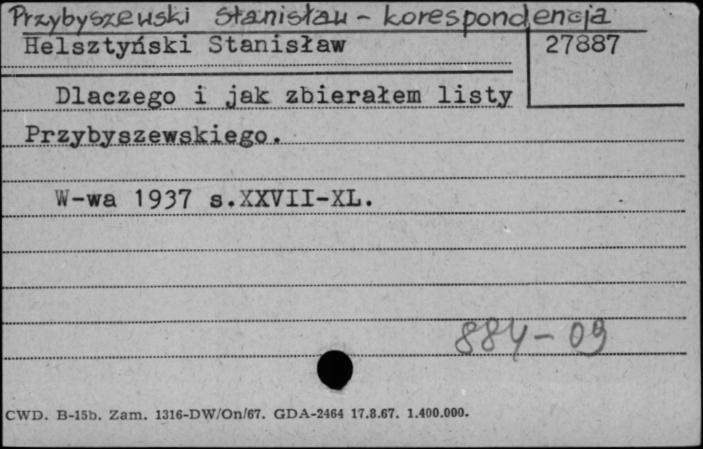 Przybyszewski Stanisław - korespondencja
Helsztyński Stanisław
27887
Dlaczego i jak zbierałem listy
Przybyszewskiego.
W-wa 1937 s.XXVII-XL.
884-09
CWD. B-15b. Zam. 1316-DW/On/67. GDA-2464 17.8.67. 1.400.000.